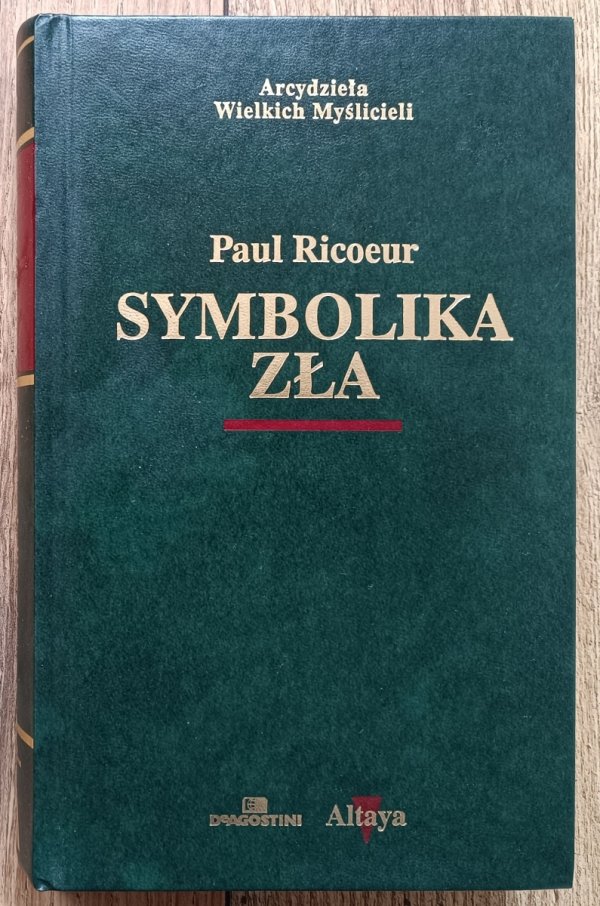 Arcydzieła
Wielkich Myślicieli
Paul Ricoeur
SYMBOLIKA
ZŁA
DeAGOSTINI
Altaya